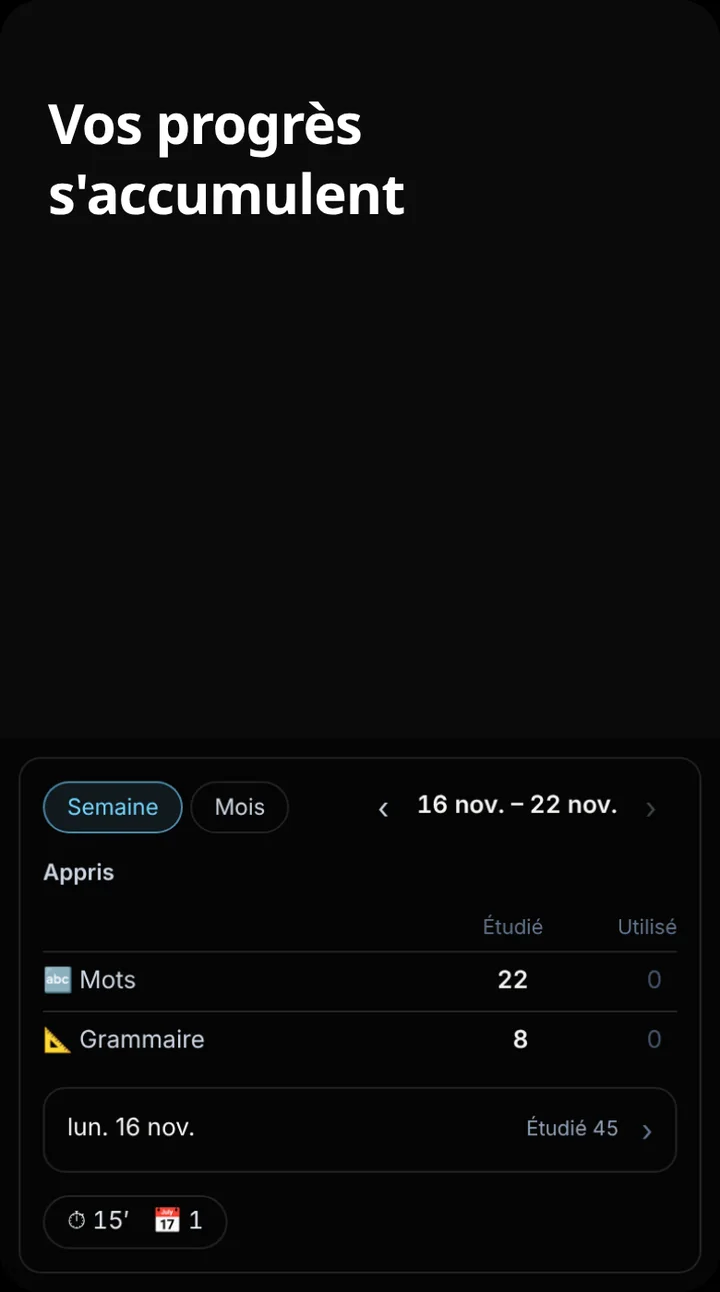 Vos progrès
s'accumulent
Semaine Mois ‹ 16 nov. – 22 nov. ›
Appris
Étudié Utilisé
🔤 Mots 22 0
📐 Grammaire 8 0
lun. 16 nov. Étudié 45 ›
⏱ 15′ 📅 1